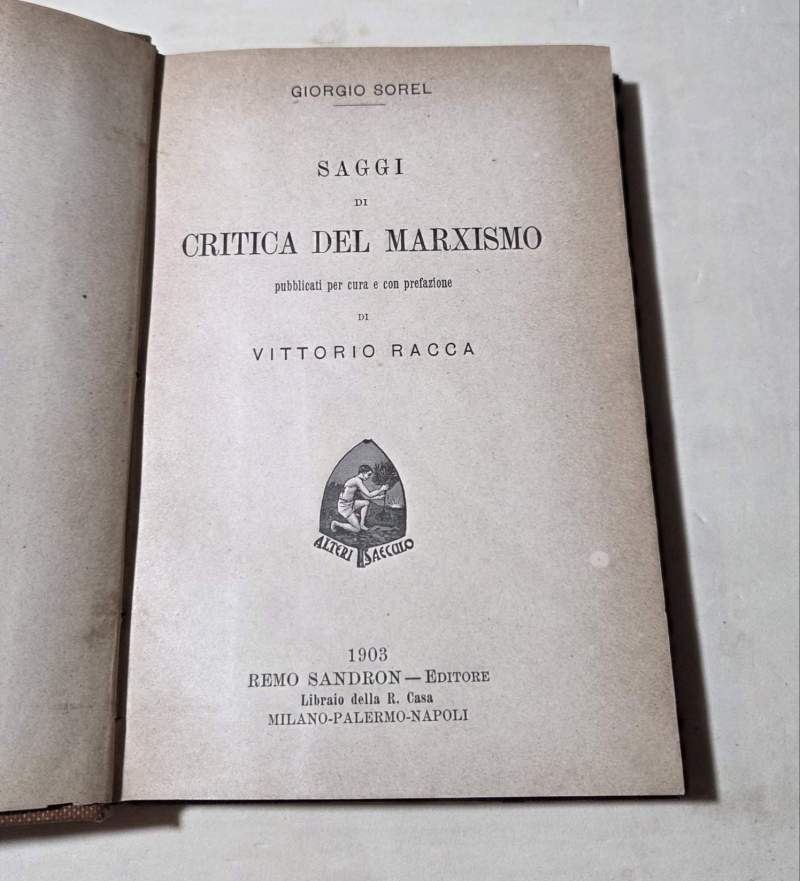 GIORGIO SOREL
SAGGI
DI
CRITICA DEL MARXISMO
pubblicati per cura e con prefazione
DI
VITTORIO RACCA
ALTERI SAECULO
1903
REMO SANDRON — EDITORE
Libraio della R. Casa
MILANO-PALERMO-NAPOLI